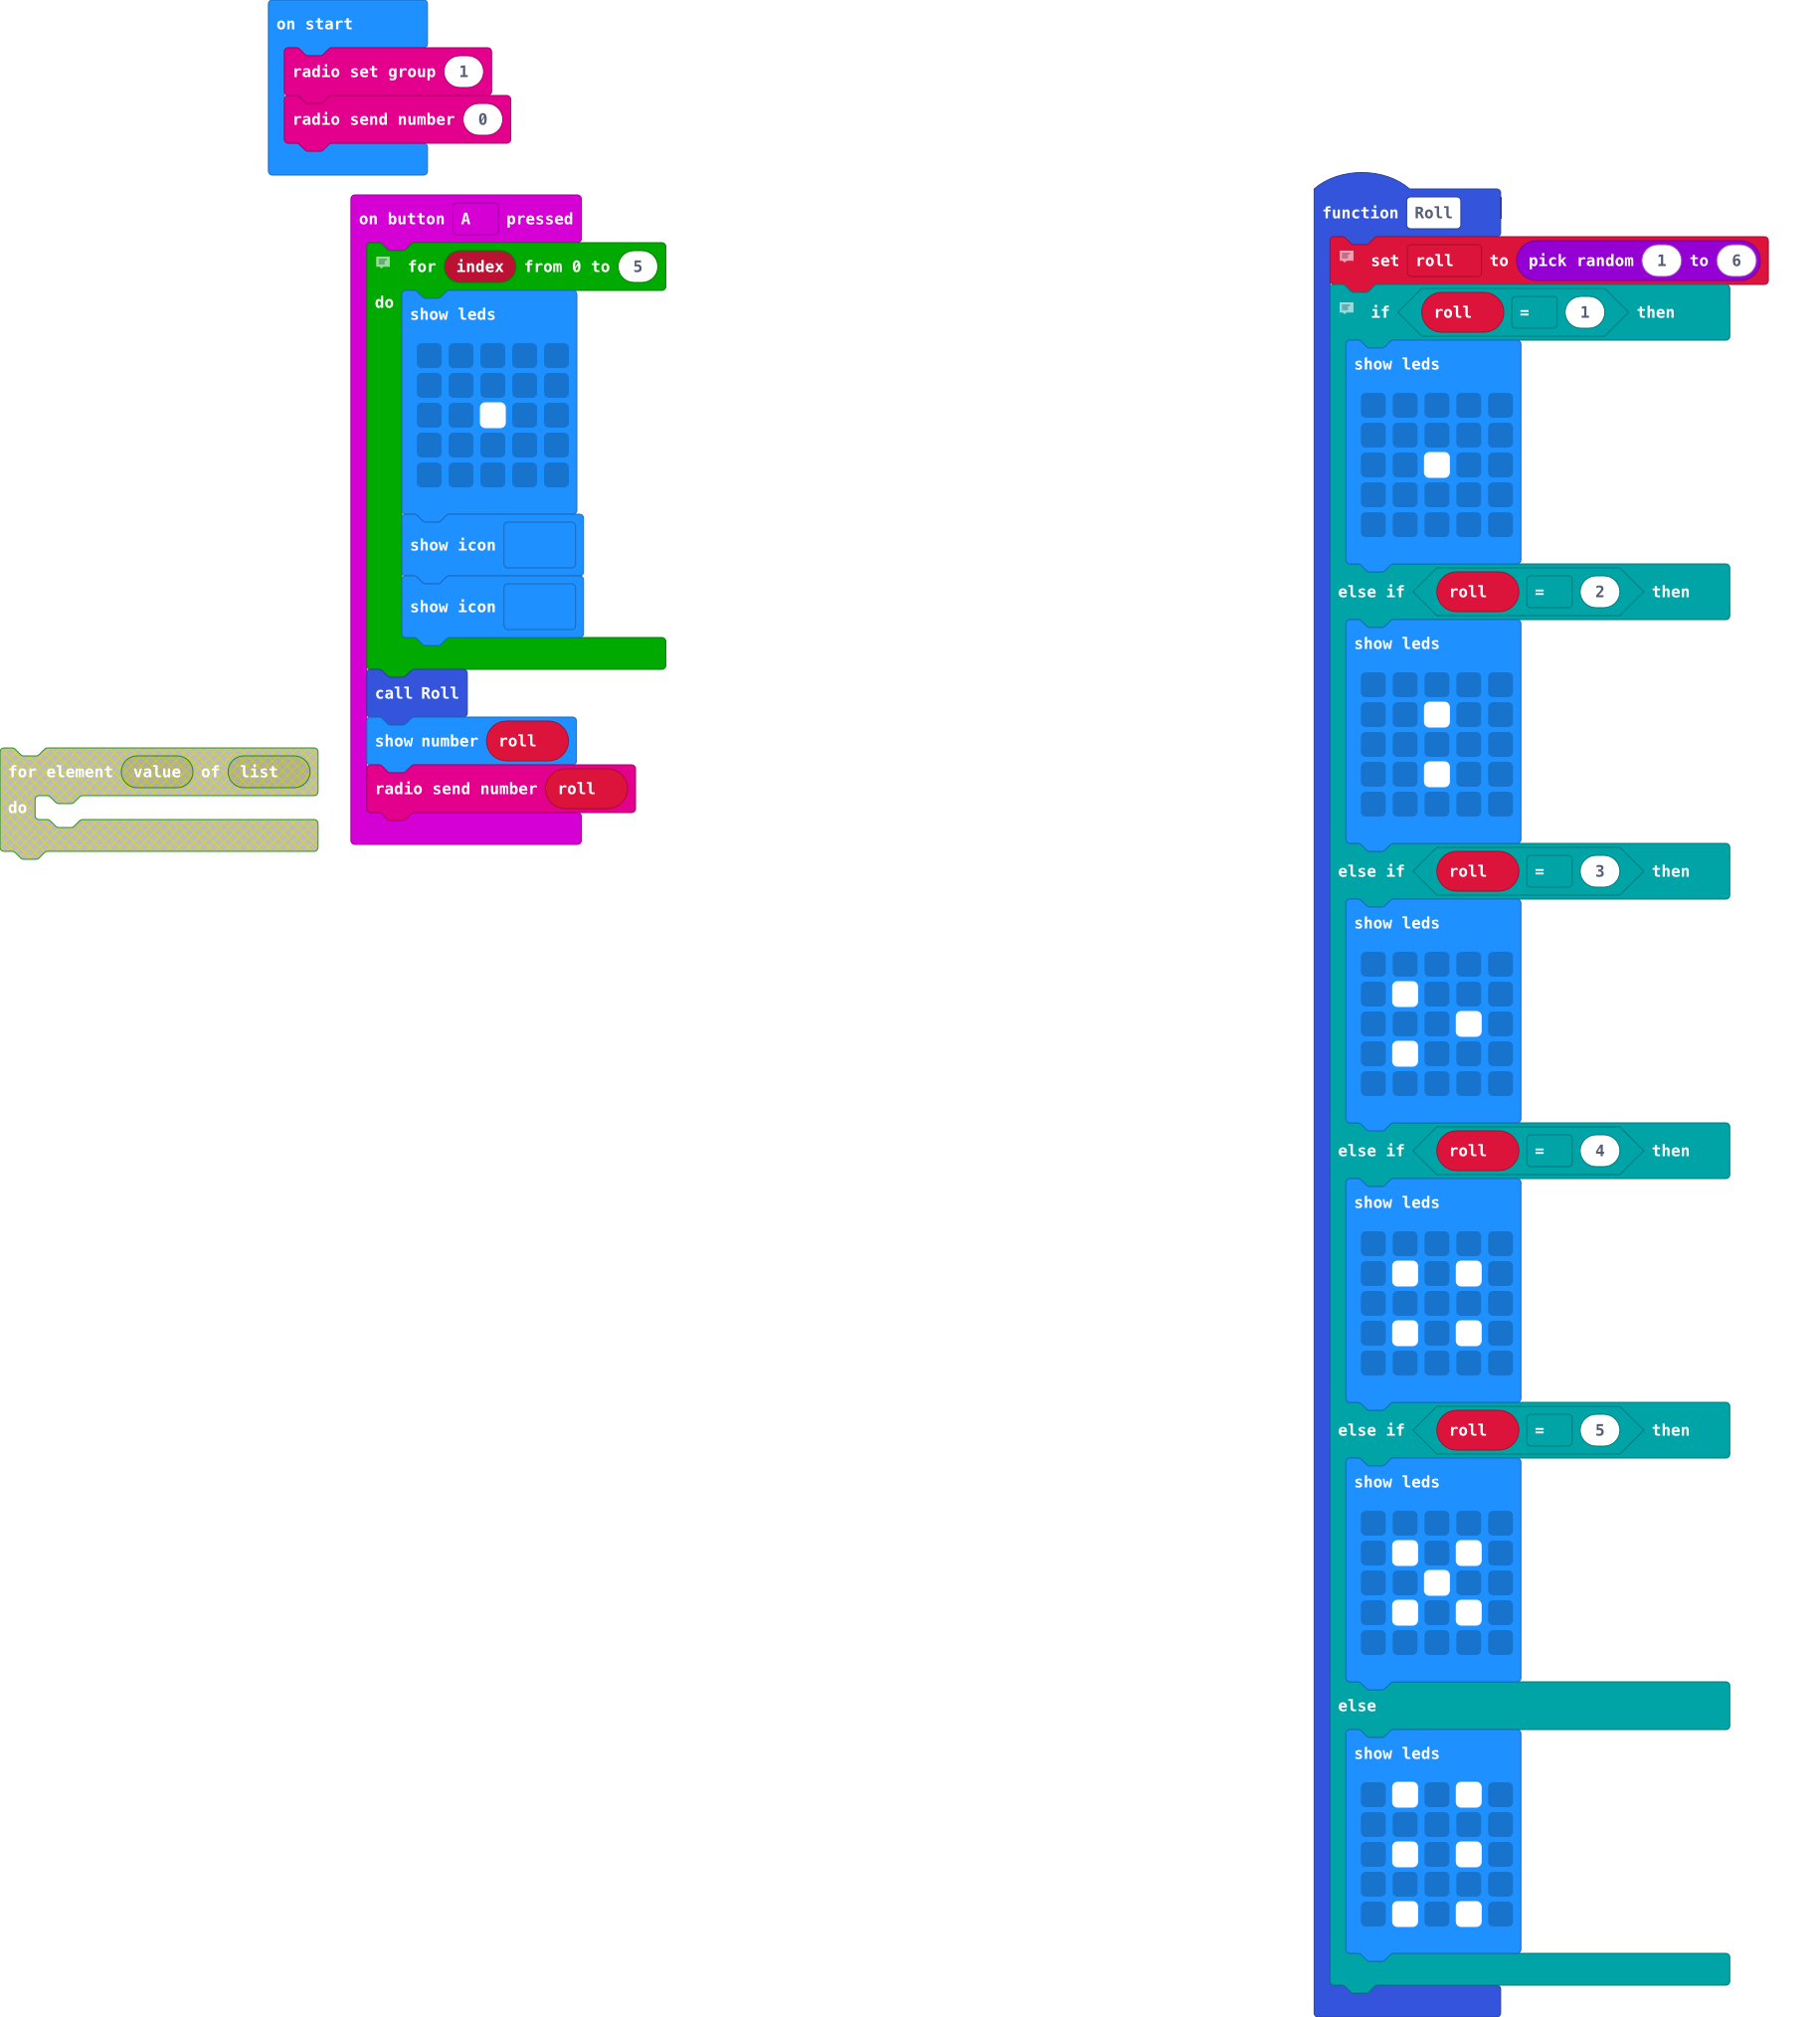 on start
radio set group 1
radio send number 0
on button A pressed
for index from 0 to 5
do
show leds
show icon
show icon
call Roll
show number roll
radio send number roll
for element value of list
do
function Roll
set roll to pick random 1 to 6
if roll = 1 then
show leds
else if roll = 2 then
show leds
else if roll = 3 then
show leds
else if roll = 4 then
show leds
else if roll = 5 then
show leds
else
show leds